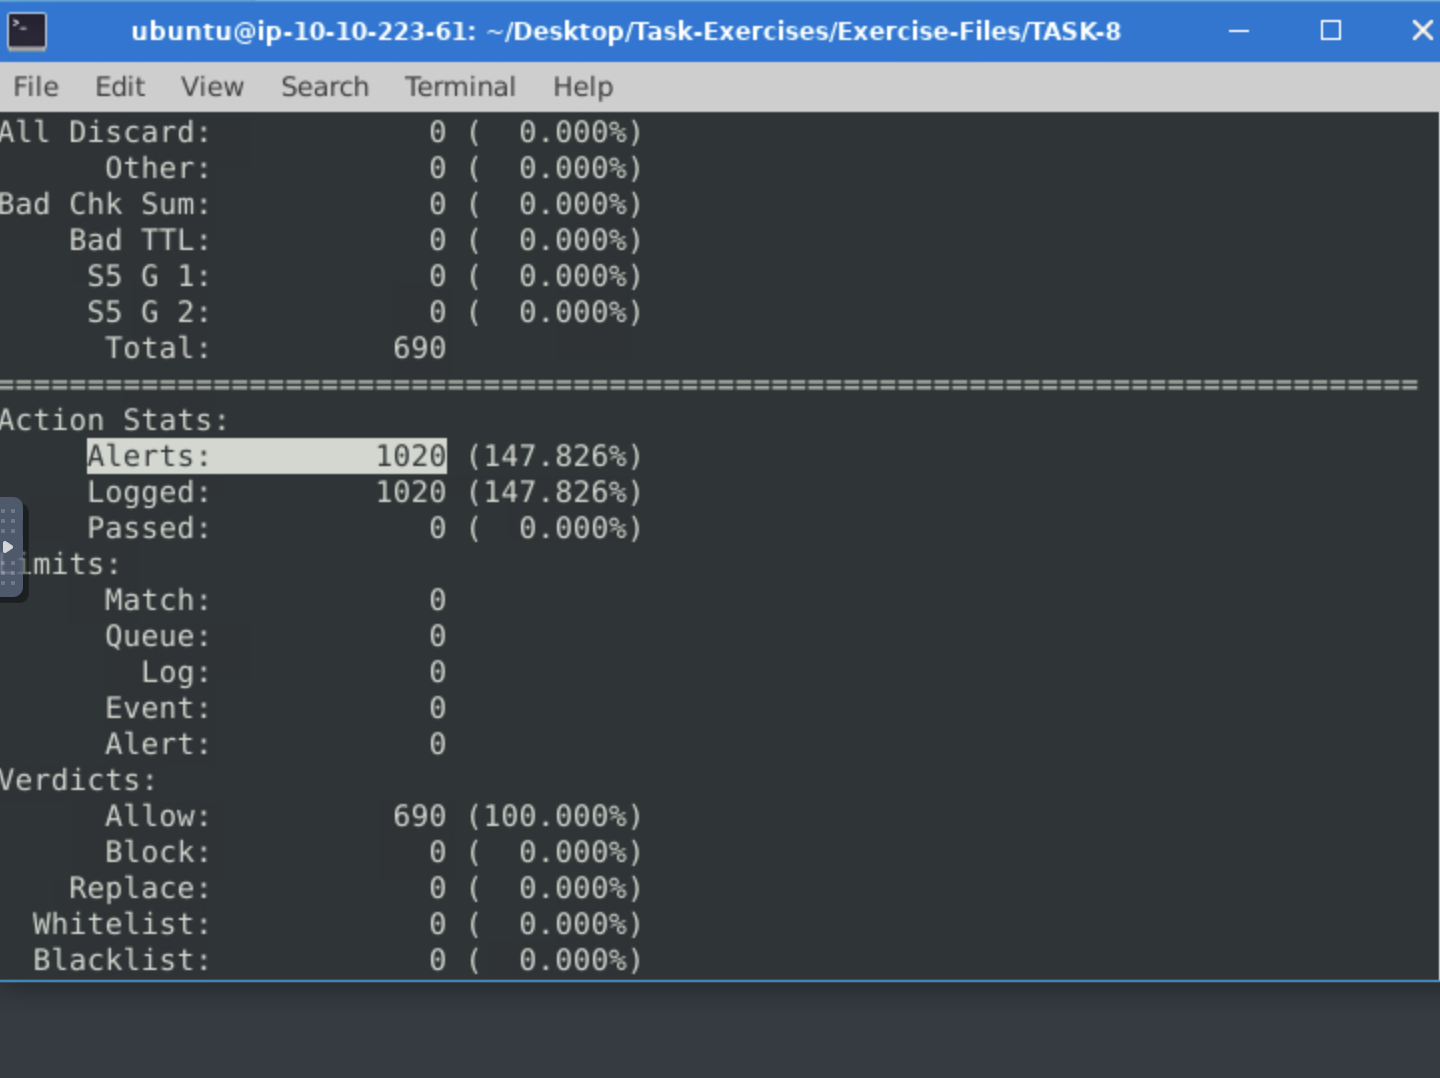 ubuntu@ip-10-10-223-61: ~/Desktop/Task-Exercises/Exercise-Files/TASK-8
File Edit View Search Terminal Help
All Discard: 0 ( 0.000%)
Other: 0 ( 0.000%)
Bad Chk Sum: 0 ( 0.000%)
Bad TTL: 0 ( 0.000%)
S5 G 1: 0 ( 0.000%)
S5 G 2: 0 ( 0.000%)
Total: 690
===============================================================================
Action Stats:
Alerts: 1020 (147.826%)
Logged: 1020 (147.826%)
Passed: 0 ( 0.000%)
imits:
Match: 0
Queue: 0
Log: 0
Event: 0
Alert: 0
Verdicts:
Allow: 690 (100.000%)
Block: 0 ( 0.000%)
Replace: 0 ( 0.000%)
Whitelist: 0 ( 0.000%)
Blacklist: 0 ( 0.000%)